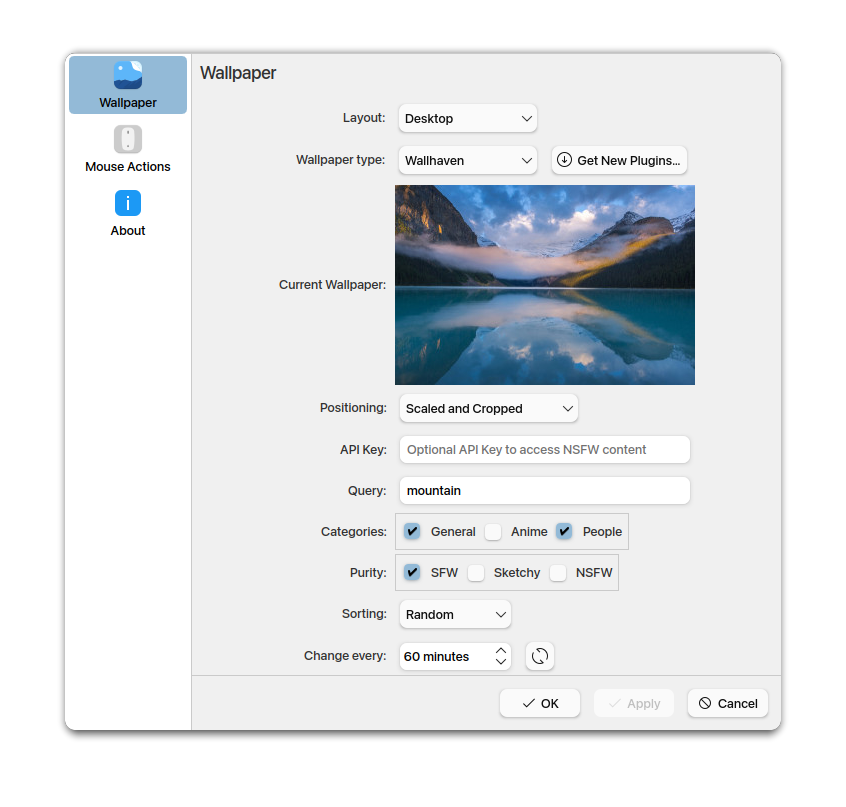 Wallpaper
Mouse Actions
About
Wallpaper
Layout: Desktop
Wallpaper type: Wallhaven Get New Plugins...
Current Wallpaper:
Positioning: Scaled and Cropped
API Key: Optional API Key to access NSFW content
Query: mountain
Categories: General Anime People
Purity: SFW Sketchy NSFW
Sorting: Random
Change every: 60 minutes
OK Apply Cancel